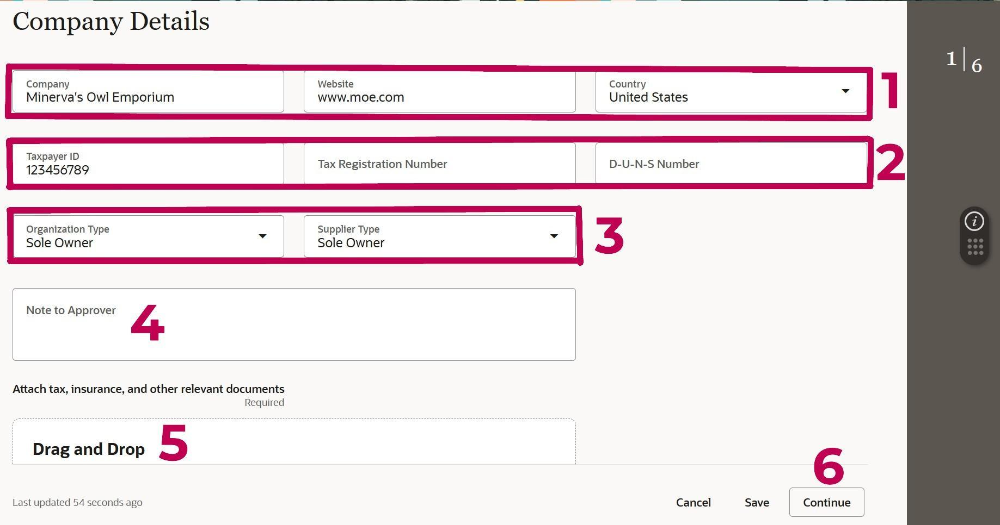 Company Details
1 | 6
Company
Website
Country
Minerva's Owl Emporium
www.moe.com
United States
1
Taxpayer ID
123456789
Tax Registration Number
D-U-N-S Number
2
Organization Type
Supplier Type
Sole Owner
Sole Owner
3
i
Note to Approver
4
Attach tax, insurance, and other relevant documents
Required
Drag and Drop
5
6
Last updated 54 seconds ago
Cancel
Save
Continue